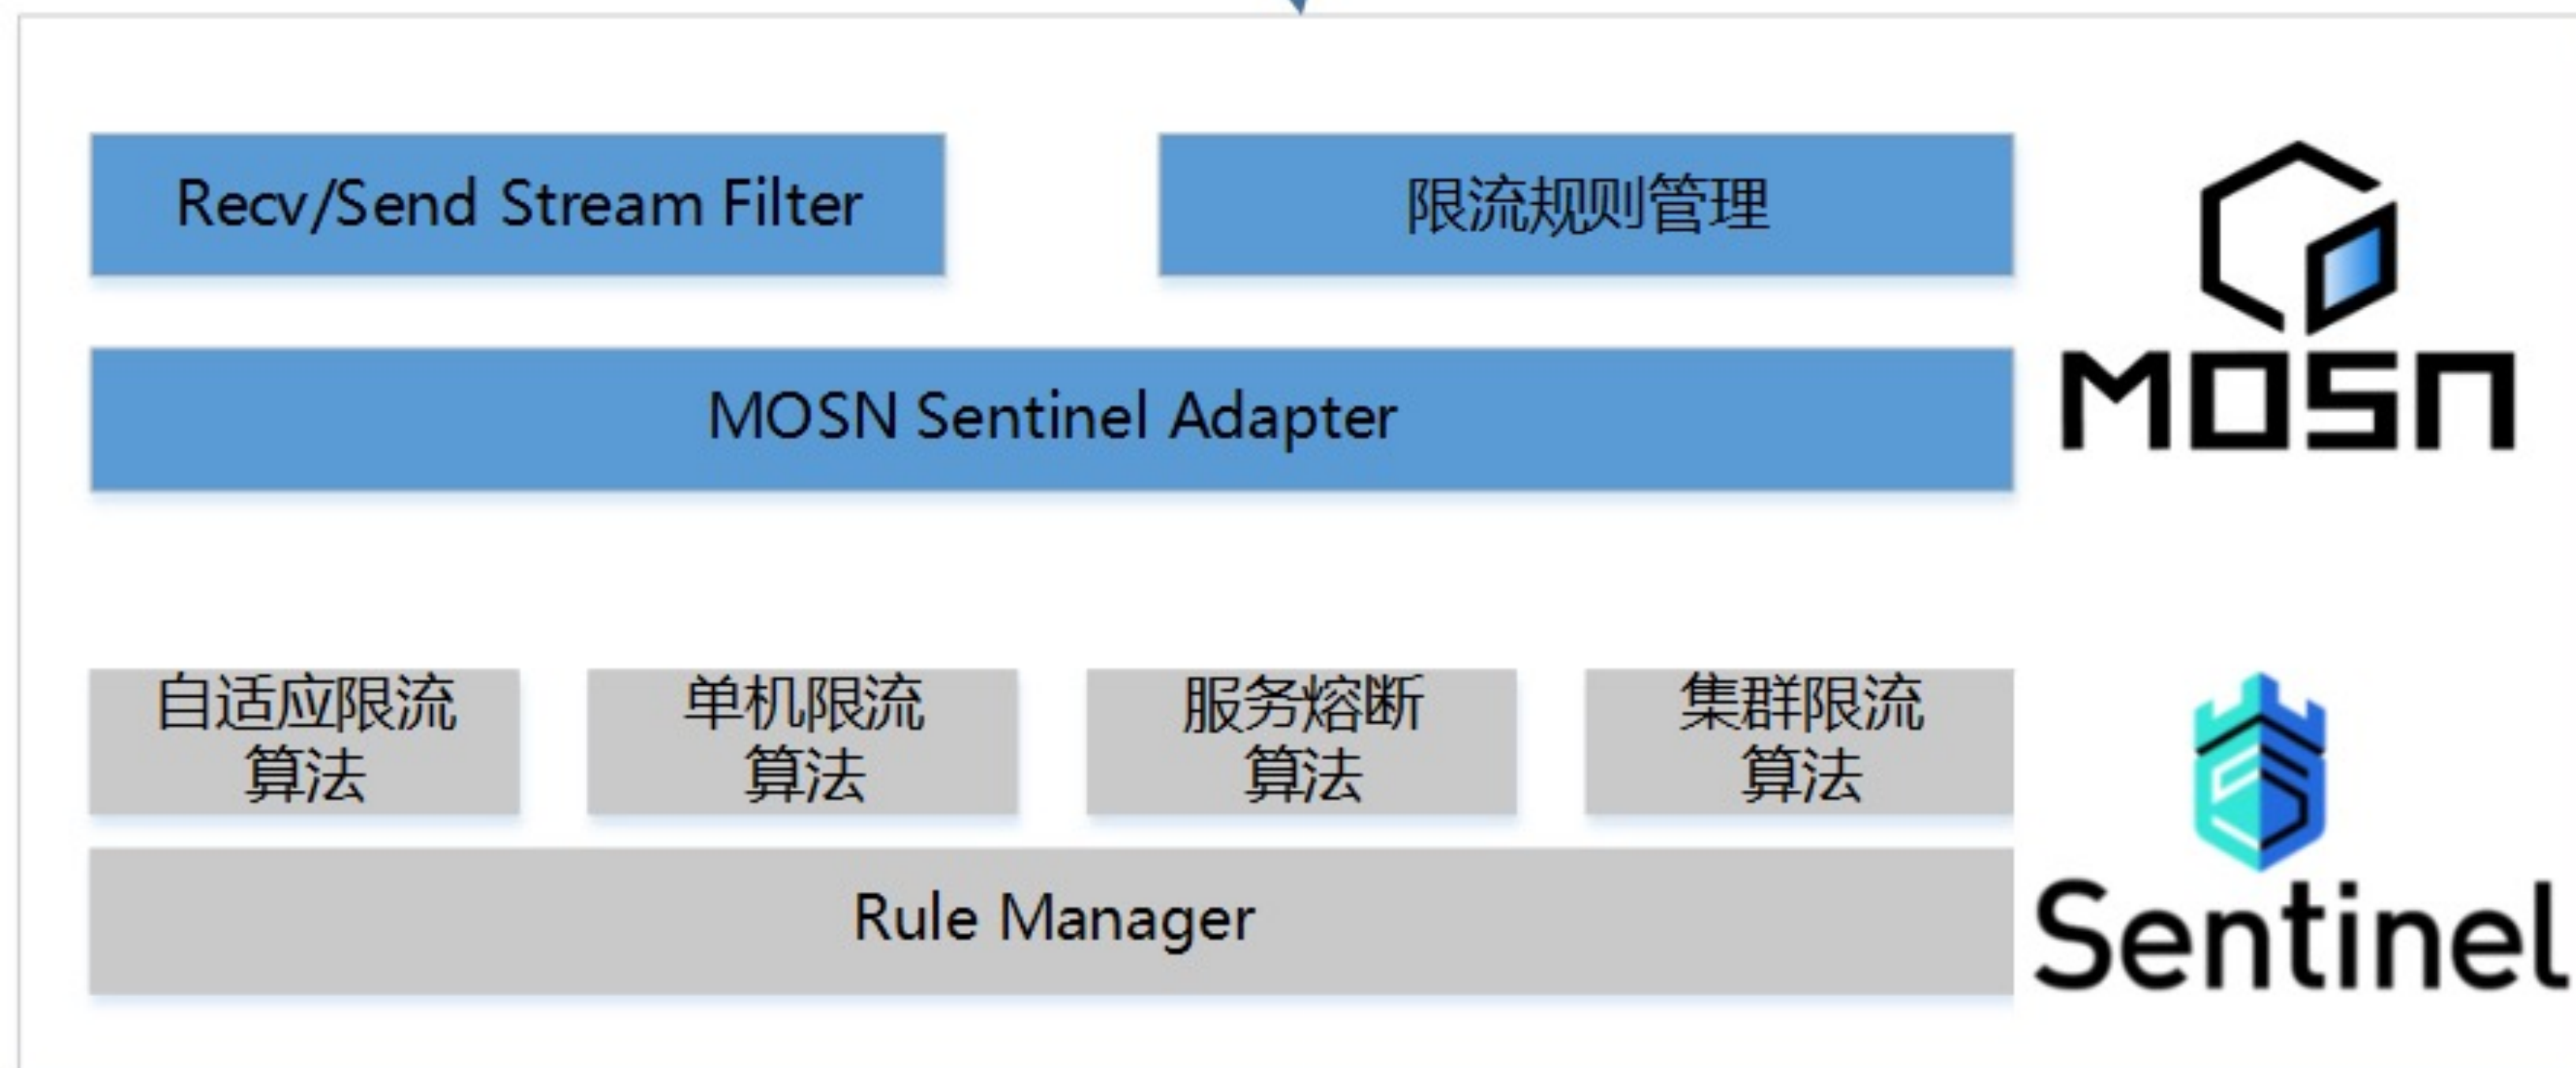 Recv/Send Stream Filter
限流规则管理
MOSN Sentinel Adapter
MOSN
自适应限流
算法
单机限流
算法
服务熔断
算法
集群限流
算法
Rule Manager
Sentinel